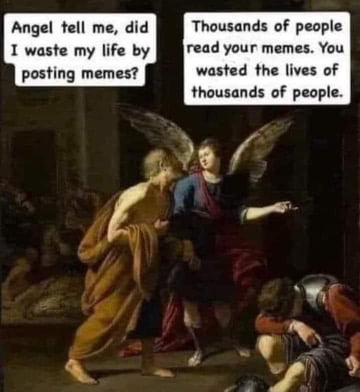 Angel tell me, did
I waste my life by
posting memes?
Thousands of people
read your memes. You
wasted the lives of
thousands of people.